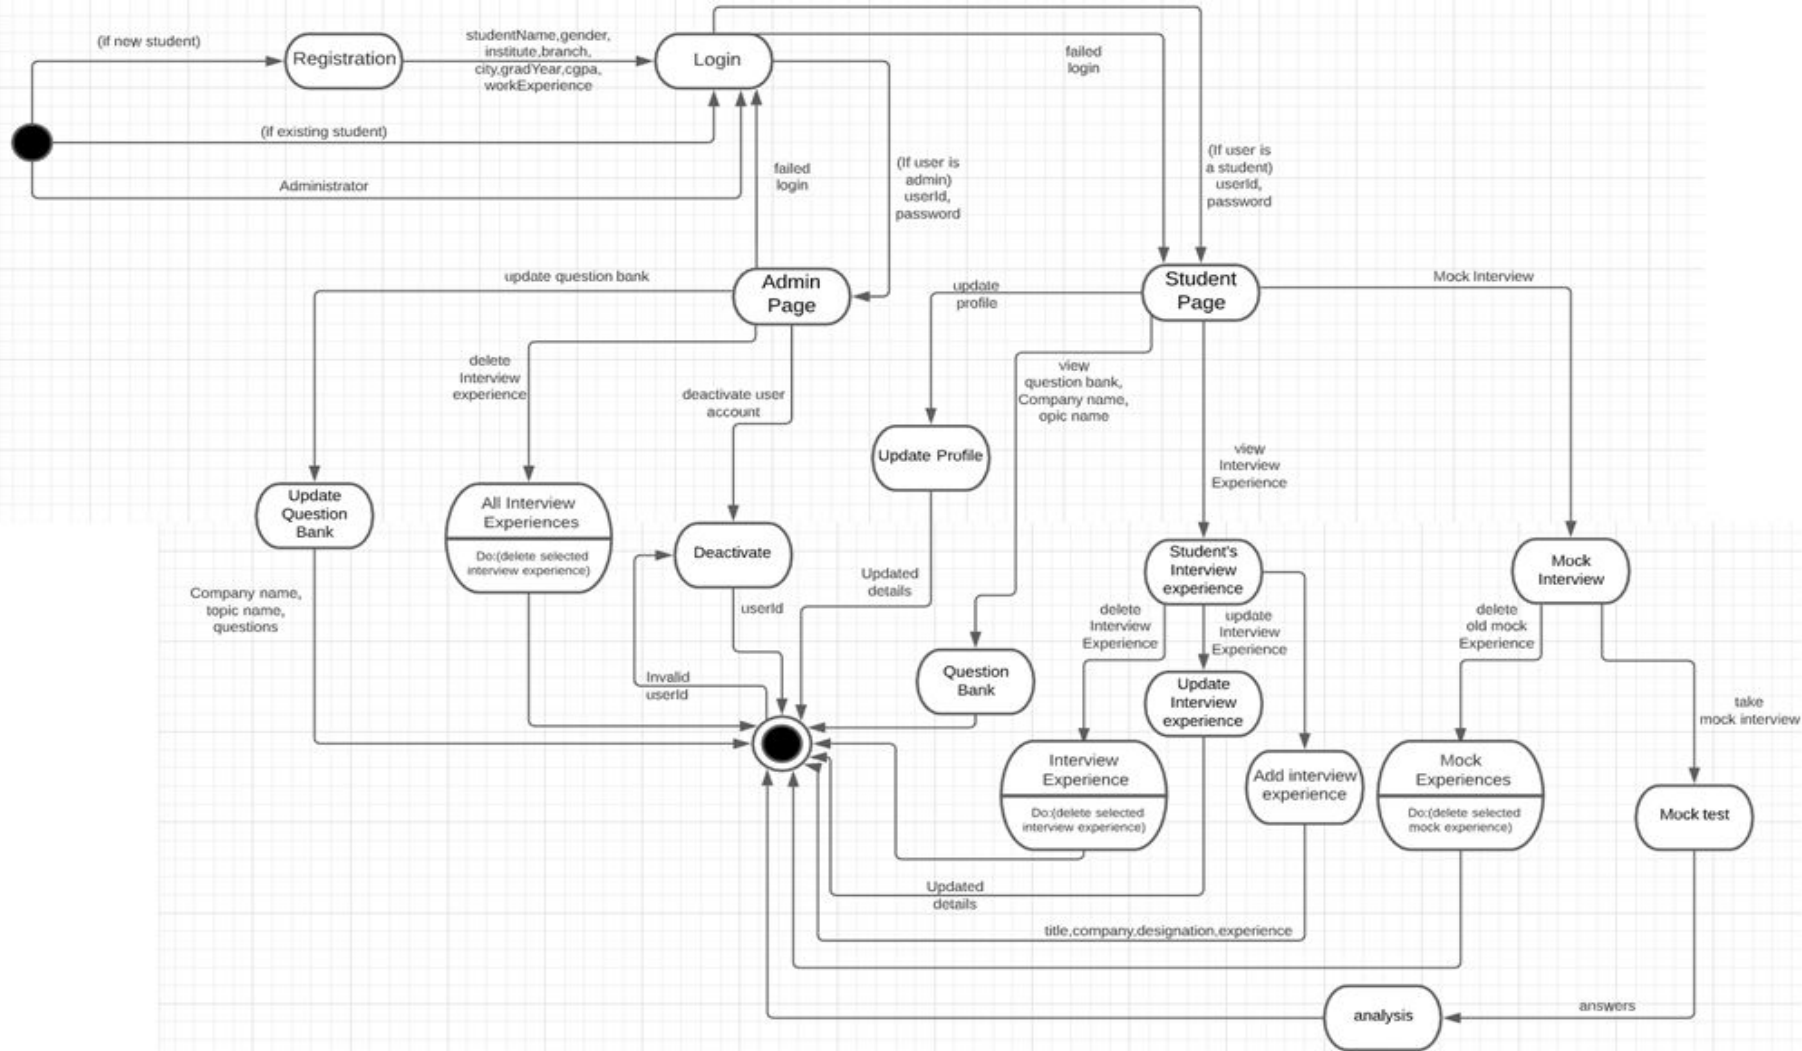 (if new student)
Registration
studentName,gender,
institute,branch,
city,gradYear,cgpa,
workExperience
Login
failed
login
(if existing student)
Administrator
failed
login
(If user is
admin)
userId,
password
(If user is
a student)
userId,
password
update question bank
Admin
Page
update
profile
Student
Page
Mock Interview
delete
Interview
experience
deactivate user
account
view
question bank,
Company name,
opic name
Update Profile
view
Interview
Experience
Update
Question
Bank
All Interview
Experiences
Do:(delete selected
interview experience)
Deactivate
Student's
Interview
experience
Mock
Interview
Company name,
topic name,
questions
userId
Updated
details
delete
Interview
Experience
update
Interview
Experience
delete
old mock
Experience
Invalid
userId
Question
Bank
Update
Interview
experience
take
mock interview
Interview
Experience
Do:(delete selected
interview experience)
Add interview
experience
Mock
Experiences
Do:(delete selected
mock experience)
Mock test
Updated
details
title,company,designation,experience
analysis
answers